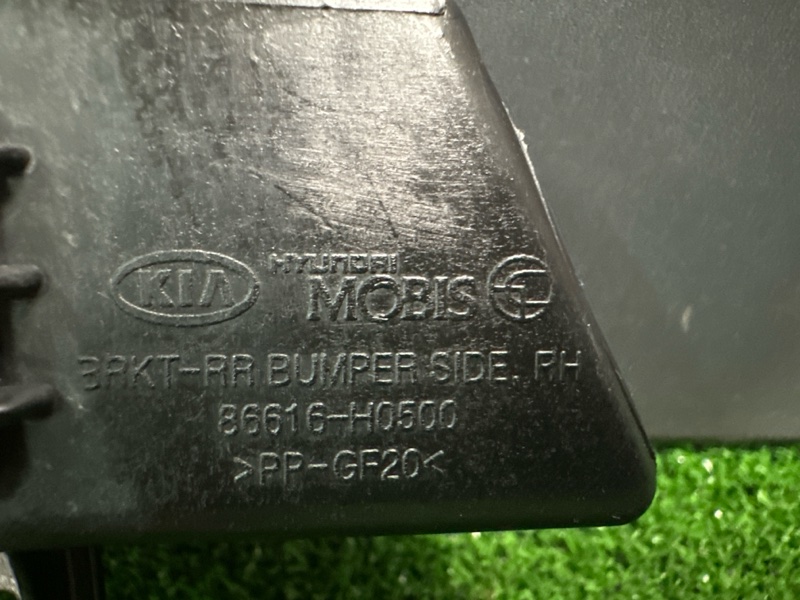 KIA HYUNDAI MOBIS
BRKT-RR BUMPER SIDE, RH
86616-H0500
>PP-GF20<